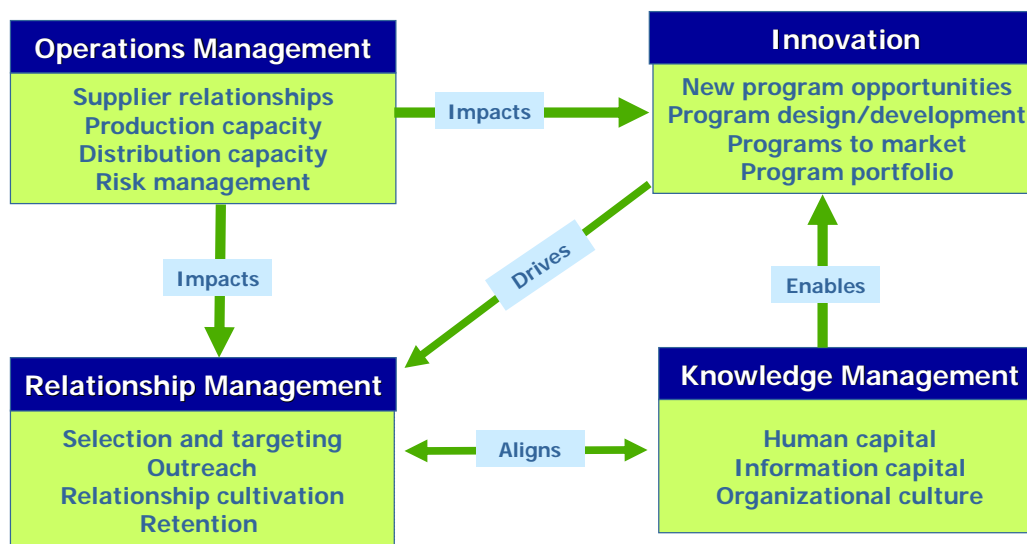 Operations Management
Supplier relationships
Production capacity
Distribution capacity
Risk management
Impacts
Innovation
New program opportunities
Program design/development
Programs to market
Program portfolio
Impacts
Drives
Enables
Relationship Management
Selection and targeting
Outreach
Relationship cultivation
Retention
Aligns
Knowledge Management
Human capital
Information capital
Organizational culture